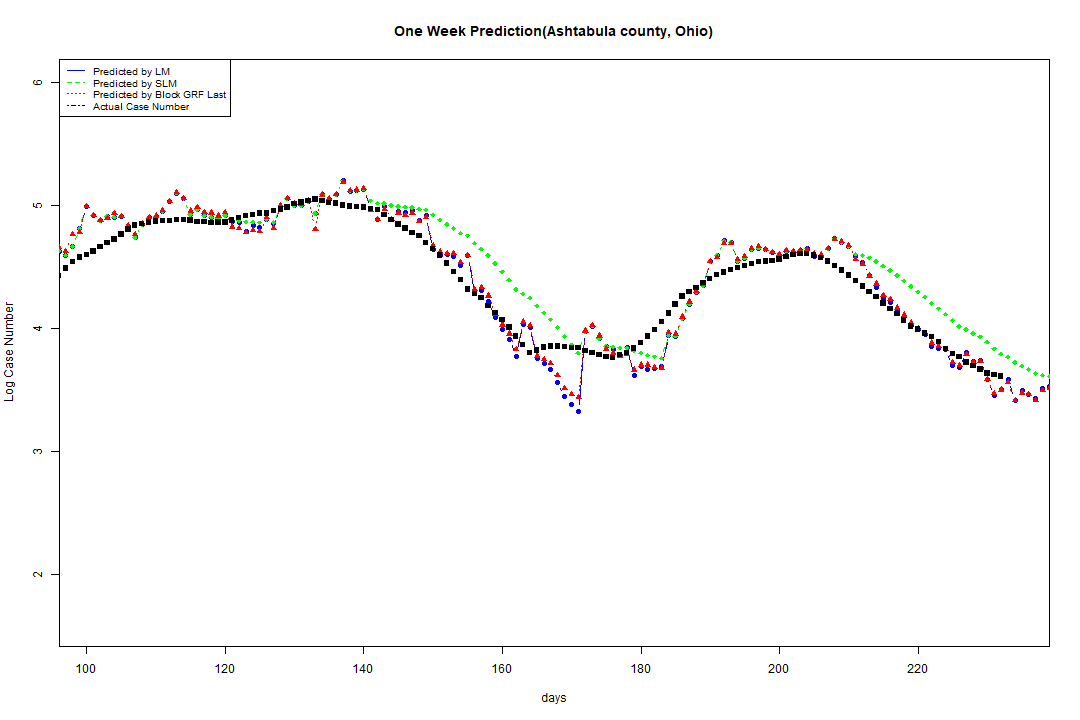 One Week Prediction(Ashtabula county, Ohio)
Predicted by LM
Predicted by SLM
Predicted by Block GRF Last
Actual Case Number
6
5
4
3
2
Log Case Number
100 120 140 160 180 200 220
days